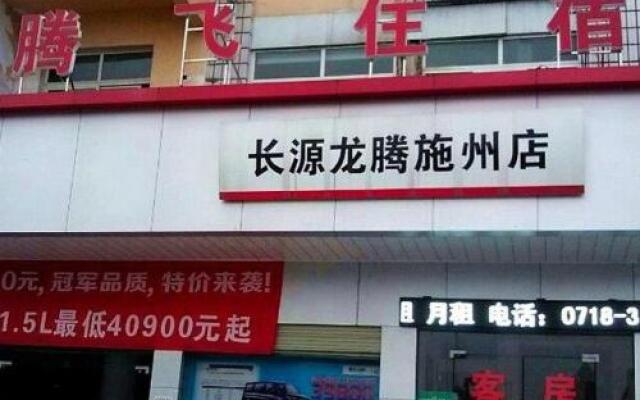 腾飞住宿
长源龙腾施州店
0元, 冠军品质, 特价来袭!
1.5L最低40900元起
月租 电话: 0718-3
客房